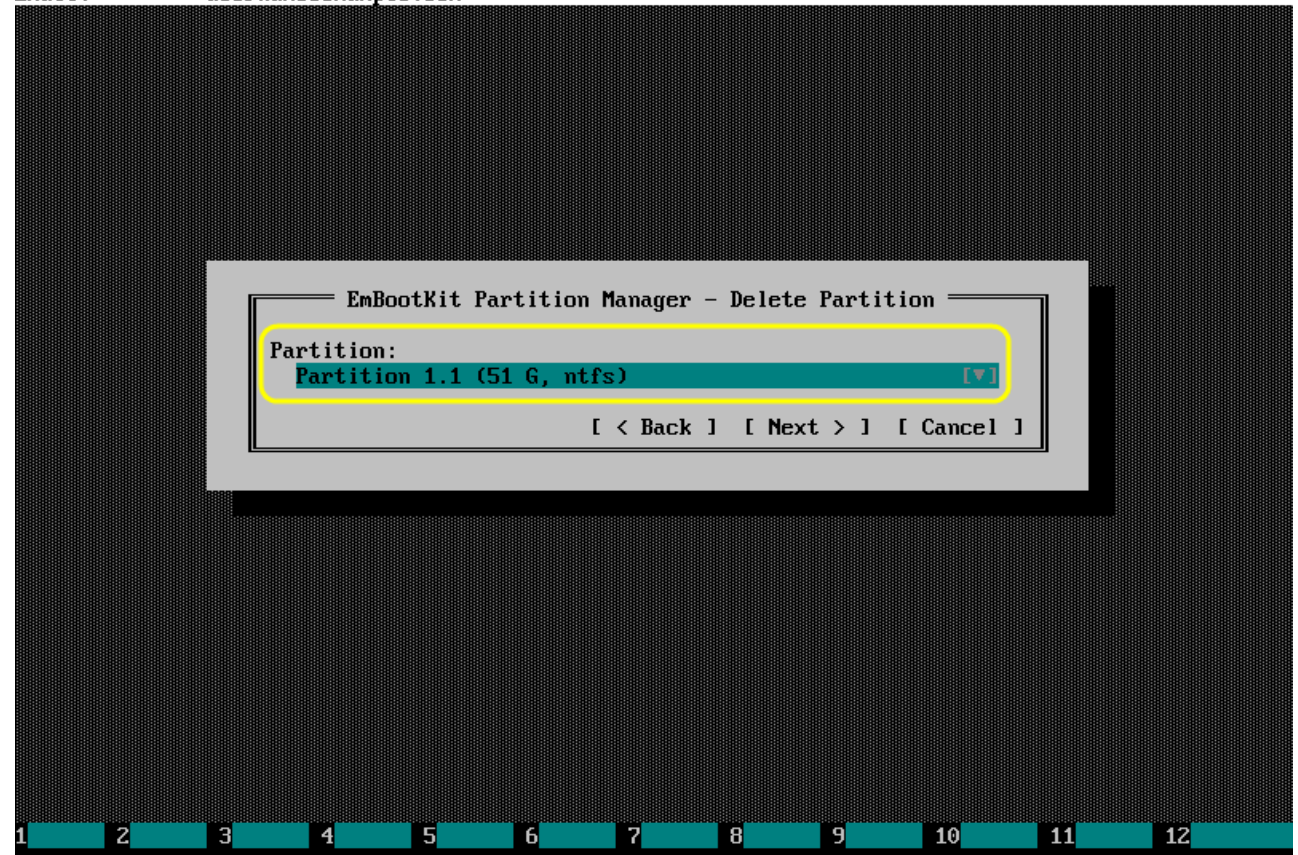 EmBootKit Partition Manager - Delete Partition
Partition:
Partition 1.1 (51 G, ntfs) [▼]
[ < Back ] [ Next > ] [ Cancel ]
1 2 3 4 5 6 7 8 9 10 11 12